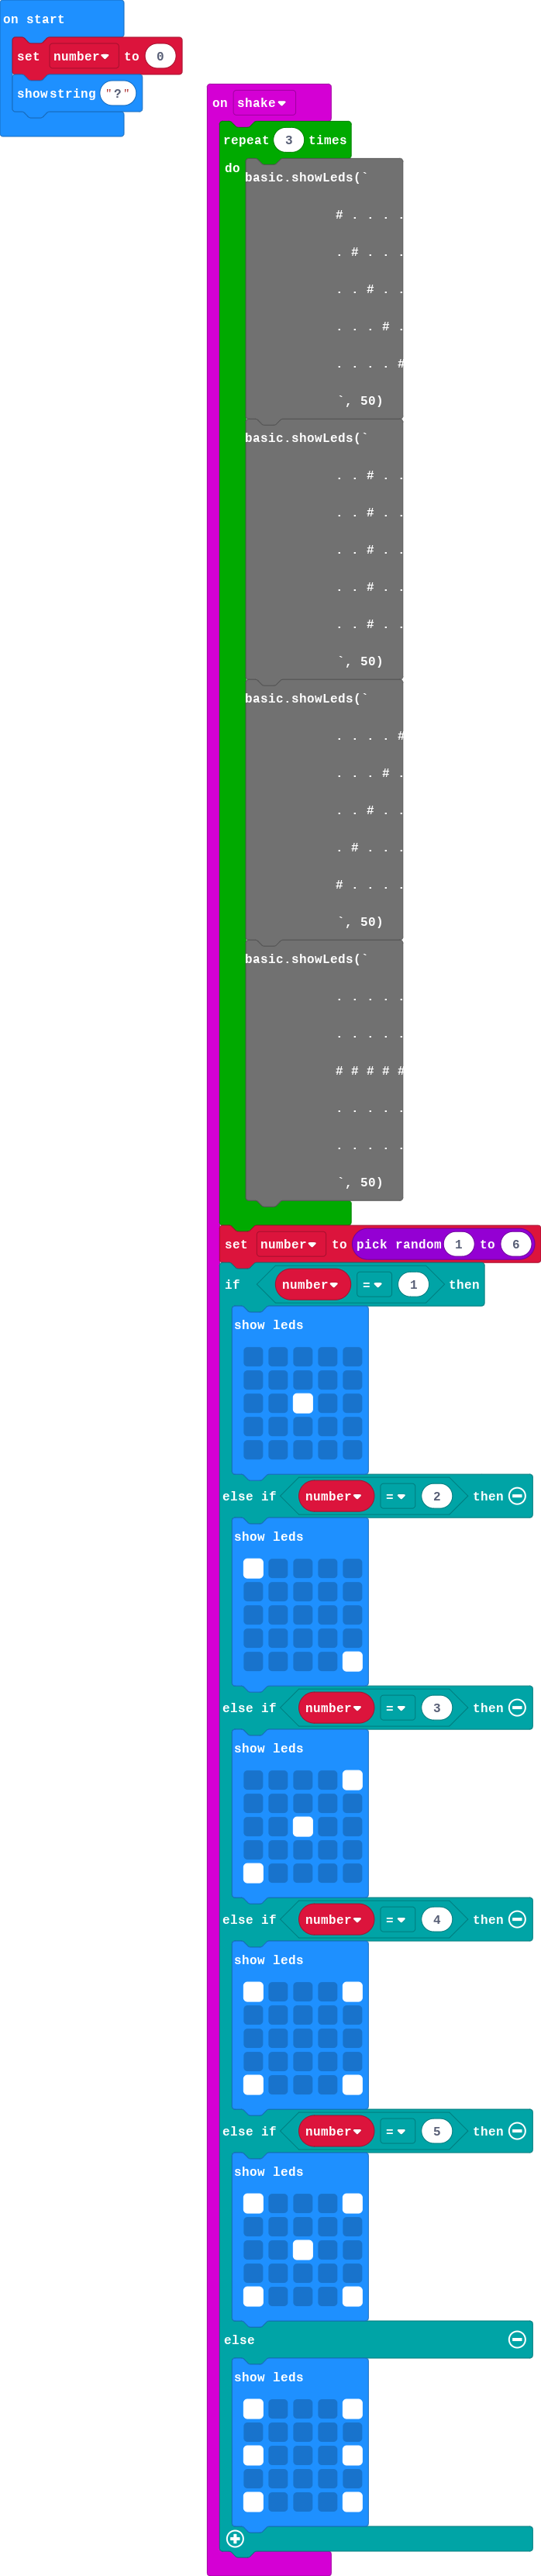 on start
set number to 0
show string "?"
on shake
repeat 3 times
do
basic.showLeds(`
# . . . .
. # . . .
. . # . .
. . . # .
. . . . #
`, 50)
basic.showLeds(`
. . # . .
. . # . .
. . # . .
. . # . .
. . # . .
`, 50)
basic.showLeds(`
. . . . #
. . . # .
. . # . .
. # . . .
# . . . .
`, 50)
basic.showLeds(`
. . . . .
. . . . .
# # # # #
. . . . .
. . . . .
`, 50)
set number to pick random 1 to 6
if number = 1 then
show leds
else if number = 2 then
show leds
else if number = 3 then
show leds
else if number = 4 then
show leds
else if number = 5 then
show leds
else
show leds